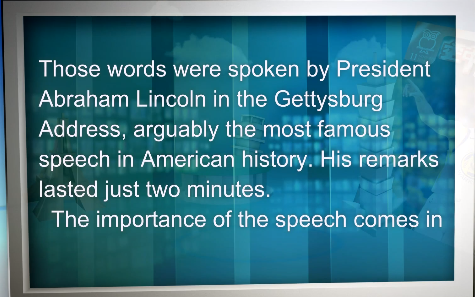 Those words were spoken by President
Abraham Lincoln in the Gettysburg
Address, arguably the most famous
speech in American history. His remarks
lasted just two minutes.
The importance of the speech comes in